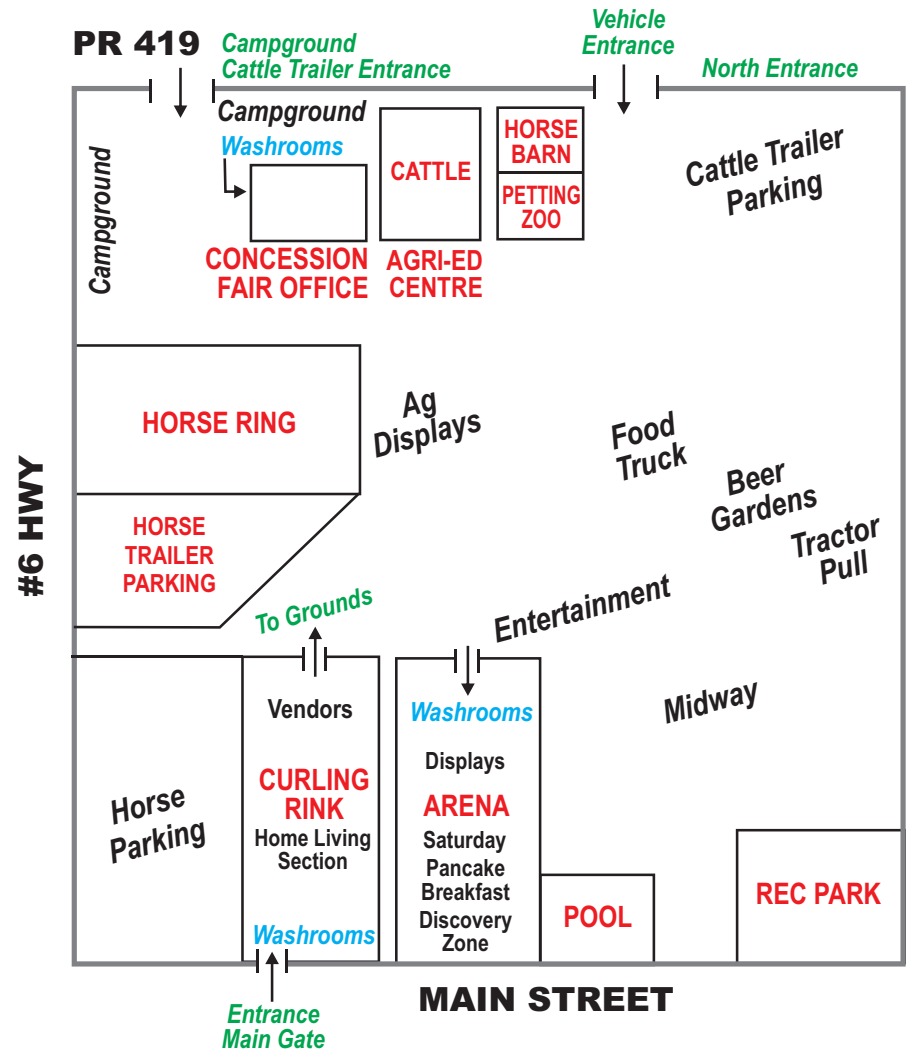 PR 419
Campground
Cattle Trailer Entrance
Vehicle
Entrance
North Entrance
Campground
Washrooms
Campground
CATTLE
HORSE
BARN
PETTING
ZOO
Cattle Trailer
Parking
CONCESSION
FAIR OFFICE
AGRI-ED
CENTRE
HORSE RING
Ag
Displays
Food
Truck
Beer
Gardens
Tractor
Pull
#6 HWY
HORSE
TRAILER
PARKING
To Grounds
Entertainment
Midway
Vendors
CURLING
RINK
Home Living
Section
Washrooms
Horse
Parking
Washrooms
Displays
ARENA
Saturday
Pancake
Breakfast
Discovery
Zone
POOL
REC PARK
MAIN STREET
Entrance
Main Gate